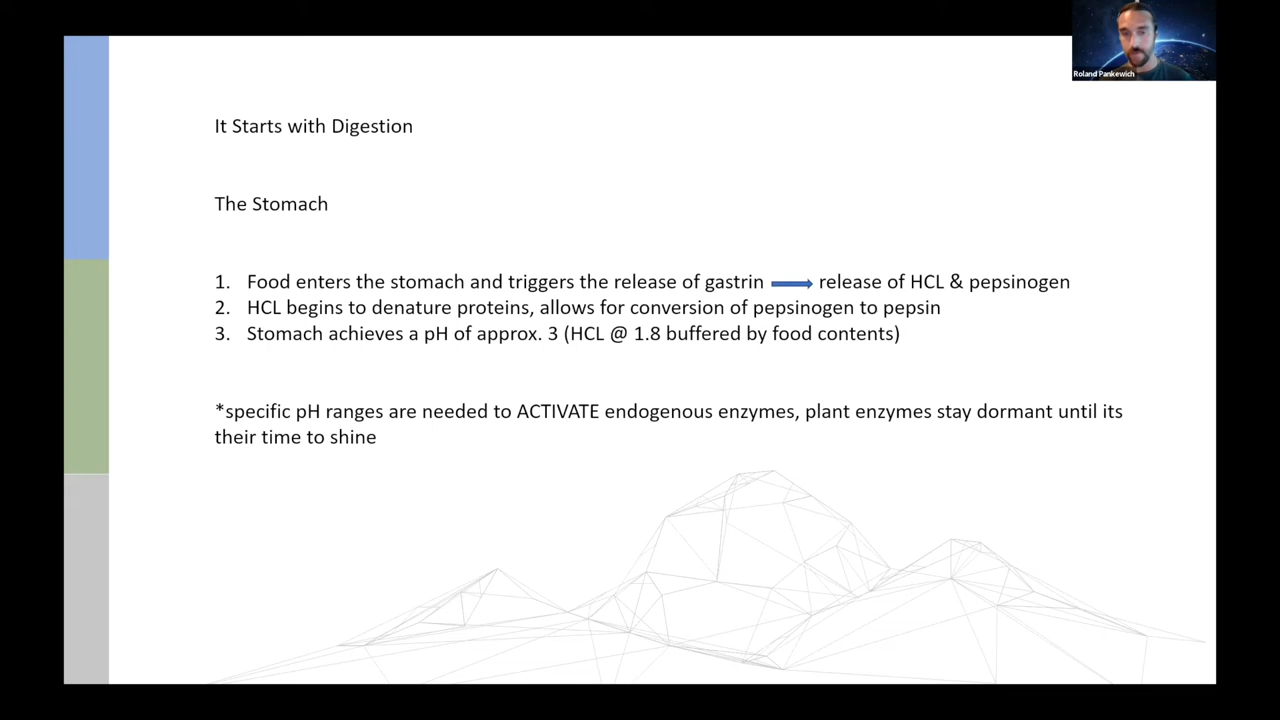 Roland Pankewich
It Starts with Digestion
The Stomach
1. Food enters the stomach and triggers the release of gastrin release of HCL & pepsinogen
2. HCL begins to denature proteins, allows for conversion of pepsinogen to pepsin
3. Stomach achieves a pH of approx. 3 (HCL @ 1.8 buffered by food contents)
*specific pH ranges are needed to ACTIVATE endogenous enzymes, plant enzymes stay dormant until its
their time to shine